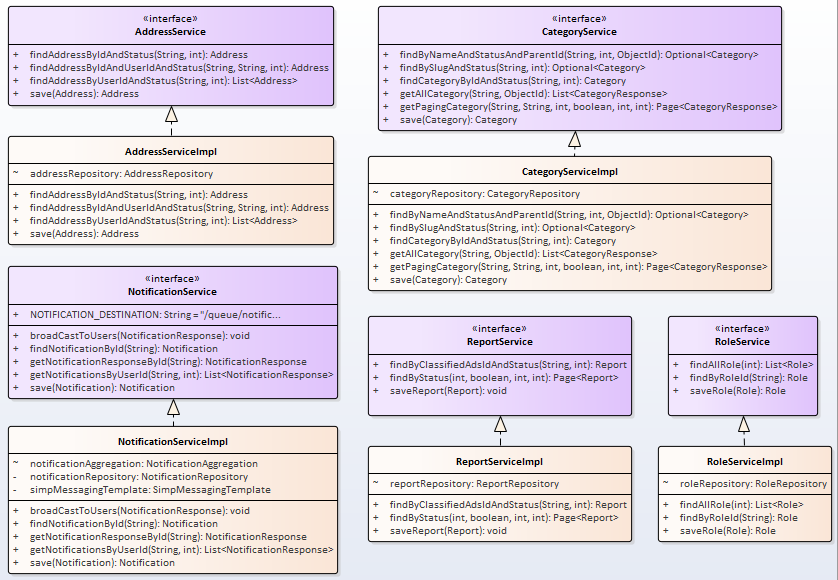 «interface»
AddressService
+ findAddressByIdAndStatus(String, int): Address
+ findAddressByIdAndUserIdAndStatus(String, String, int): Address
+ findAddressByUserIdAndStatus(String, int): List<Address>
+ save(Address): Address
AddressServiceImpl
~ addressRepository: AddressRepository
+ findAddressByIdAndStatus(String, int): Address
+ findAddressByIdAndUserIdAndStatus(String, String, int): Address
+ findAddressByUserIdAndStatus(String, int): List<Address>
+ save(Address): Address
«interface»
CategoryService
+ findByNameAndStatusAndParentId(String, int, ObjectId): Optional<Category>
+ findBySlugAndStatus(String, int): Optional<Category>
+ findCategoryByIdAndStatus(String, int): Category
+ getAllCategory(String, ObjectId): List<CategoryResponse>
+ getPagingCategory(String, String, int, boolean, int, int): Page<CategoryResponse>
+ save(Category): Category
CategoryServiceImpl
~ categoryRepository: CategoryRepository
+ findByNameAndStatusAndParentId(String, int, ObjectId): Optional<Category>
+ findBySlugAndStatus(String, int): Optional<Category>
+ findCategoryByIdAndStatus(String, int): Category
+ getAllCategory(String, ObjectId): List<CategoryResponse>
+ getPagingCategory(String, String, int, boolean, int, int): Page<CategoryResponse>
+ save(Category): Category
«interface»
NotificationService
+ NOTIFICATION_DESTINATION: String = "/queue/notific...
+ broadCastToUsers(NotificationResponse): void
+ findNotificationById(String): Notification
+ getNotificationResponseById(String): NotificationResponse
+ getNotificationsByUserId(String, int): List<NotificationResponse>
+ save(Notification): Notification
NotificationServiceImpl
~ notificationAggregation: NotificationAggregation
- notificationRepository: NotificationRepository
- simpMessagingTemplate: SimpMessagingTemplate
+ broadCastToUsers(NotificationResponse): void
+ findNotificationById(String): Notification
+ getNotificationResponseById(String): NotificationResponse
+ getNotificationsByUserId(String, int): List<NotificationResponse>
+ save(Notification): Notification
«interface»
ReportService
+ findByClassifiedAdsIdAndStatus(String, int): Report
+ findByStatus(int, boolean, int, int): Page<Report>
+ saveReport(Report): void
ReportServiceImpl
~ reportRepository: ReportRepository
+ findByClassifiedAdsIdAndStatus(String, int): Report
+ findByStatus(int, boolean, int, int): Page<Report>
+ saveReport(Report): void
«interface»
RoleService
+ findAllRole(int): List<Role>
+ findByRoleId(String): Role
+ saveRole(Role): Role
RoleServiceImpl
~ roleRepository: RoleRepository
+ findAllRole(int): List<Role>
+ findByRoleId(String): Role
+ saveRole(Role): Role